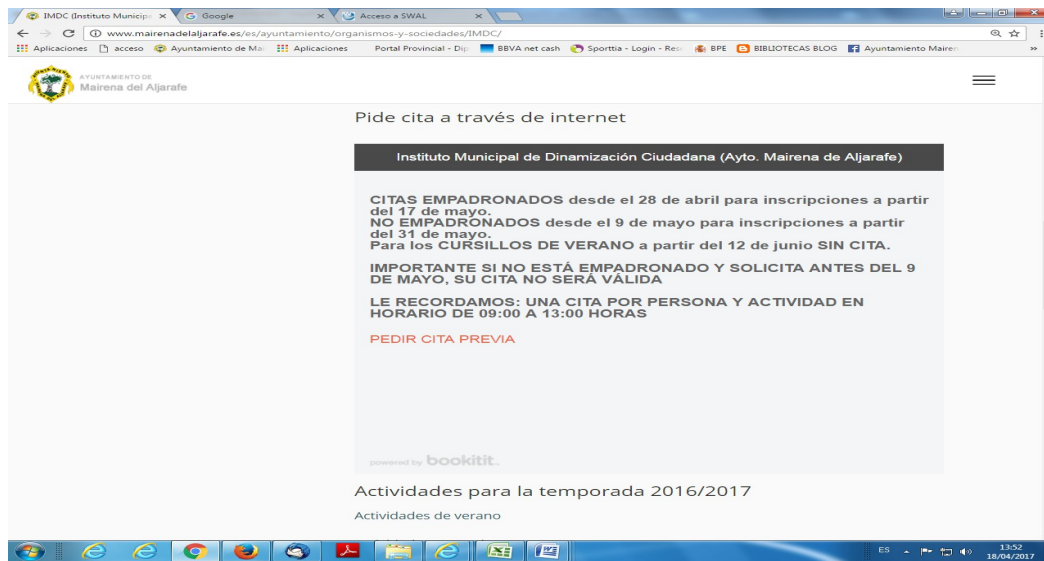 IMDC (Instituto Municip
Google
Acceso a SWAL
www.mairenadelaljarafe.es/es/ayuntamiento/organismos-y-sociedades/IMDC/
Aplicaciones acceso Ayuntamiento de Mai Aplicaciones Portal Provincial - Dip BBVA net cash Sporttia - Login - Res BPE BIBLIOTECAS BLOG Ayuntamiento Mairen »
AYUNTAMIENTO DE
Mairena del Aljarafe
Pide cita a través de internet
Instituto Municipal de Dinamización Ciudadana (Ayto. Mairena de Aljarafe)
CITAS EMPADRONADOS desde el 28 de abril para inscripciones a partir
del 17 de mayo.
NO EMPADRONADOS desde el 9 de mayo para inscripciones a partir
del 31 de mayo.
Para los CURSILLOS DE VERANO a partir del 12 de junio SIN CITA.
IMPORTANTE SI NO ESTÁ EMPADRONADO Y SOLICITA ANTES DEL 9
DE MAYO, SU CITA NO SERÁ VÁLIDA
LE RECORDAMOS: UNA CITA POR PERSONA Y ACTIVIDAD EN
HORARIO DE 09:00 A 13:00 HORAS
PEDIR CITA PREVIA
powered by bookitit
Actividades para la temporada 2016/2017
Actividades de verano
ES
13:52
18/04/2017